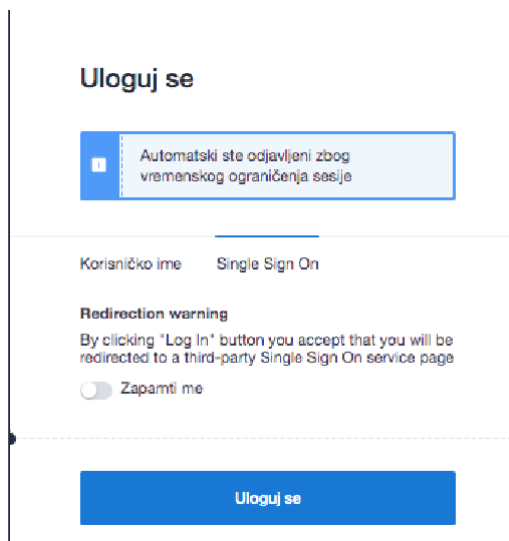 Uloguj se
Automatski ste odjavljeni zbog
vremenskog ograničenja sesije
Korisničko ime Single Sign On
Redirection warning
By clicking "Log In" button you accept that you will be
redirected to a third-party Single Sign On service page
Zapamti me
Uloguj se